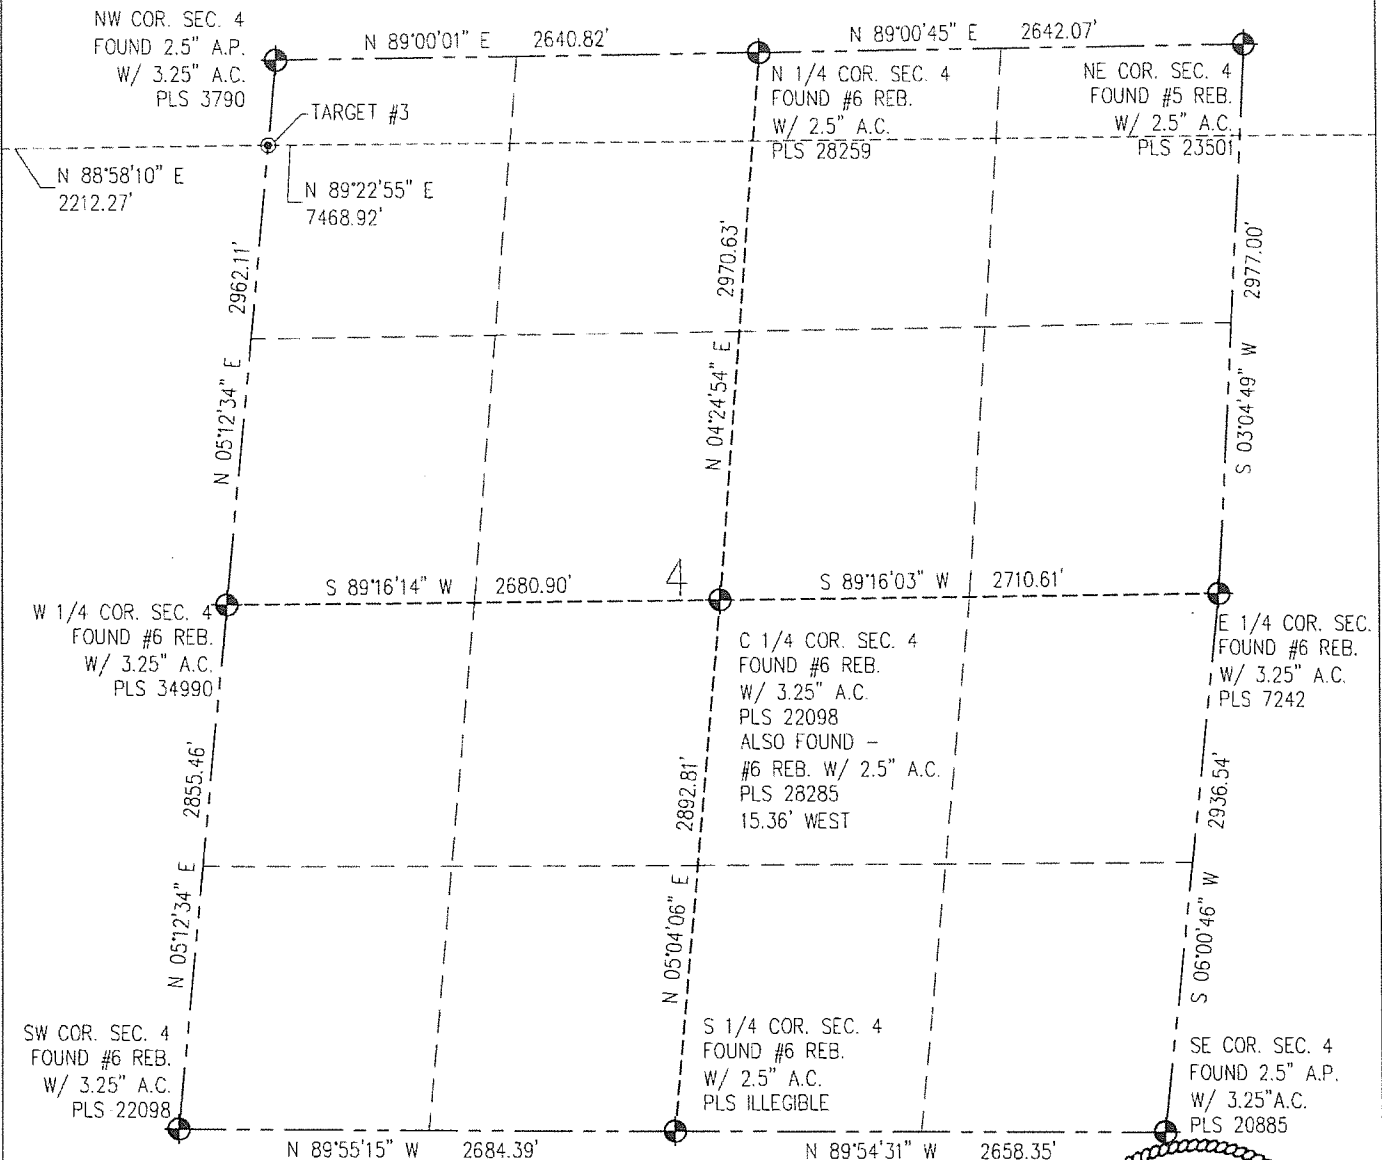 NW COR. SEC. 4
FOUND 2.5" A.P.
W/ 3.25" A.C.
PLS 3790
N 89°00'01" E 2640.82'
N 89°00'45" E 2642.07'
N 1/4 COR. SEC. 4
FOUND #6 REB.
W/ 2.5" A.C.
PLS 28259
NE COR. SEC. 4
FOUND #5 REB.
W/ 2.5" A.C.
PLS 23501
TARGET #3
N 88°58'10" E
2212.27'
N 89°22'55" E
7468.92'
N 05°12'34" E 2962.11'
N 04°24'54" E 2970.63'
S 03°04'49" W 2977.00'
S 89°16'14" W 2680.90'
4
S 89°16'03" W 2710.61'
W 1/4 COR. SEC. 4
FOUND #6 REB.
W/ 3.25" A.C.
PLS 34990
C 1/4 COR. SEC. 4
FOUND #6 REB.
W/ 3.25" A.C.
PLS 22098
ALSO FOUND -
#6 REB. W/ 2.5" A.C.
PLS 28285
15.36' WEST
E 1/4 COR. SEC.
FOUND #6 REB.
W/ 3.25" A.C.
PLS 7242
N 05°12'34" E 2855.46'
N 05°04'06" E 2892.81'
S 06°00'46" W 2936.54'
SW COR. SEC. 4
FOUND #6 REB.
W/ 3.25" A.C.
PLS 22098
S 1/4 COR. SEC. 4
FOUND #6 REB.
W/ 2.5" A.C.
PLS ILLEGIBLE
SE COR. SEC. 4
FOUND 2.5" A.P.
W/ 3.25"A.C.
PLS 20885
N 89°55'15" W 2684.39'
N 89°54'31" W 2658.35'